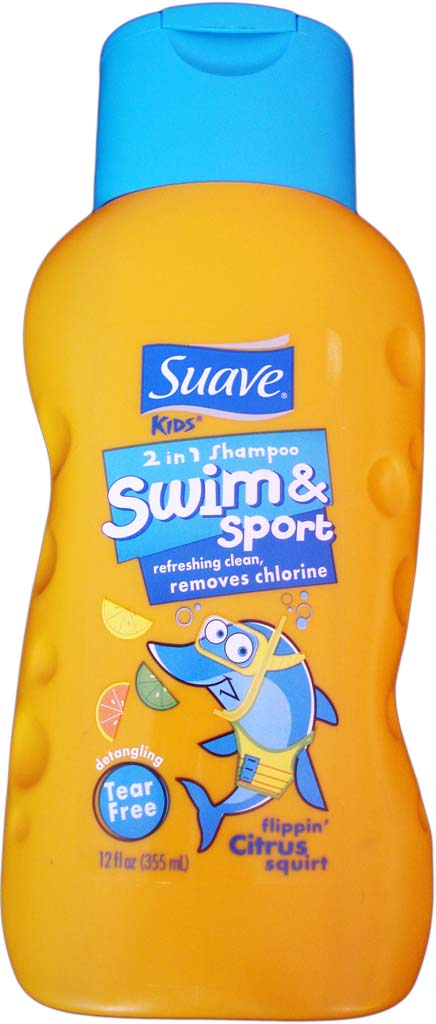 Suave®
KIDS®
2 in 1 Shampoo
Swim &
Sport
refreshing clean,
removes chlorine
detangling
Tear
Free
12 fl oz (355 mL)
flippin'
Citrus
squirt